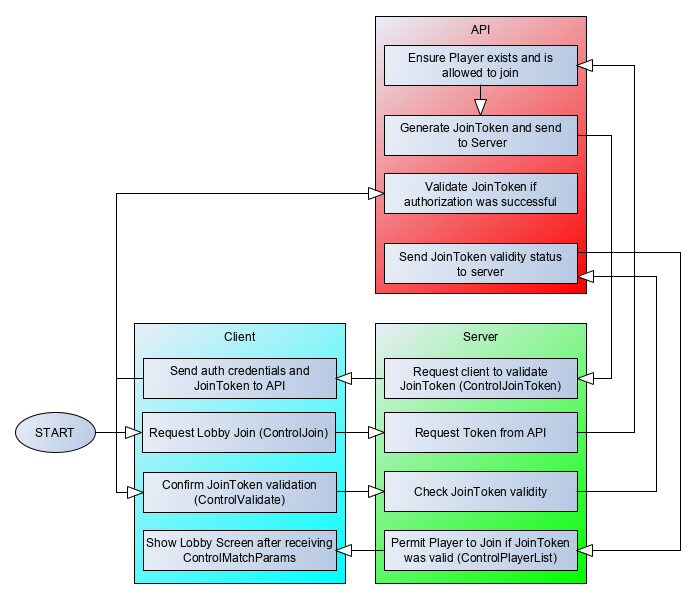 API
Ensure Player exists and is
allowed to join
Generate JoinToken and send
to Server
Validate JoinToken if
authorization was successful
Send JoinToken validity status
to server
Client
Server
Send auth credentials and
JoinToken to API
Request client to validate
JoinToken (ControlJoinToken)
START
Request Lobby Join (ControlJoin)
Request Token from API
Confirm JoinToken validation
(ControlValidate)
Check JoinToken validity
Show Lobby Screen after receiving
ControlMatchParams
Permit Player to Join if JoinToken
was valid (ControlPlayerList)